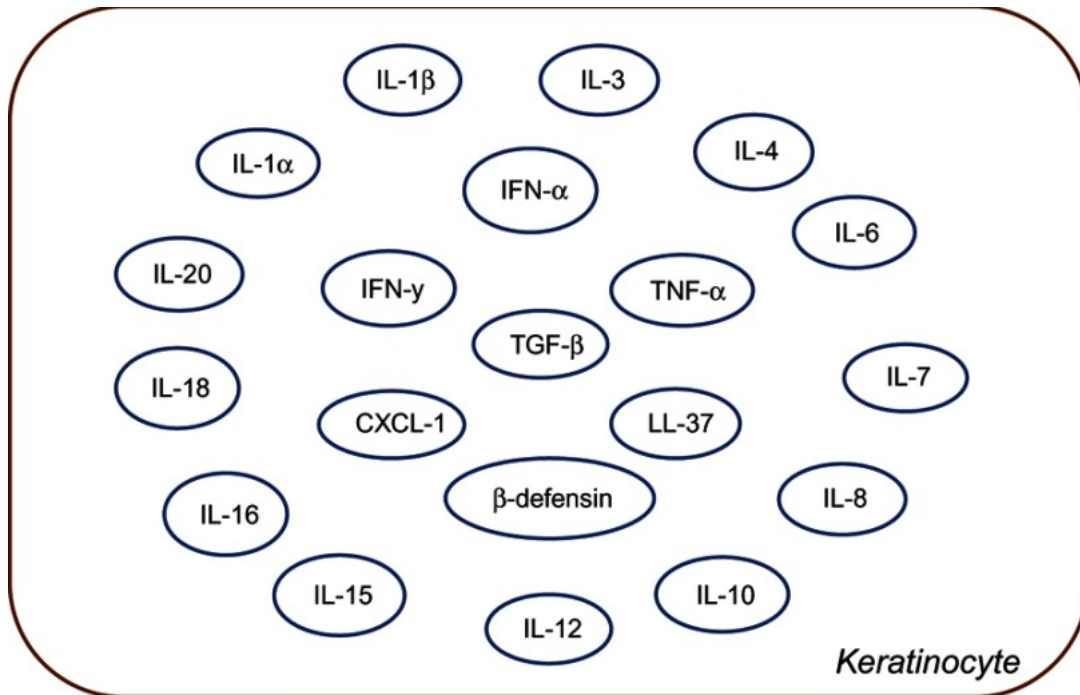 IL-1β
IL-3
IL-4
IL-1α
IFN-α
IL-6
IL-20
IFN-y
TNF-α
TGF-β
IL-18
IL-7
CXCL-1
LL-37
β-defensin
IL-8
IL-16
IL-15
IL-10
IL-12
Keratinocyte